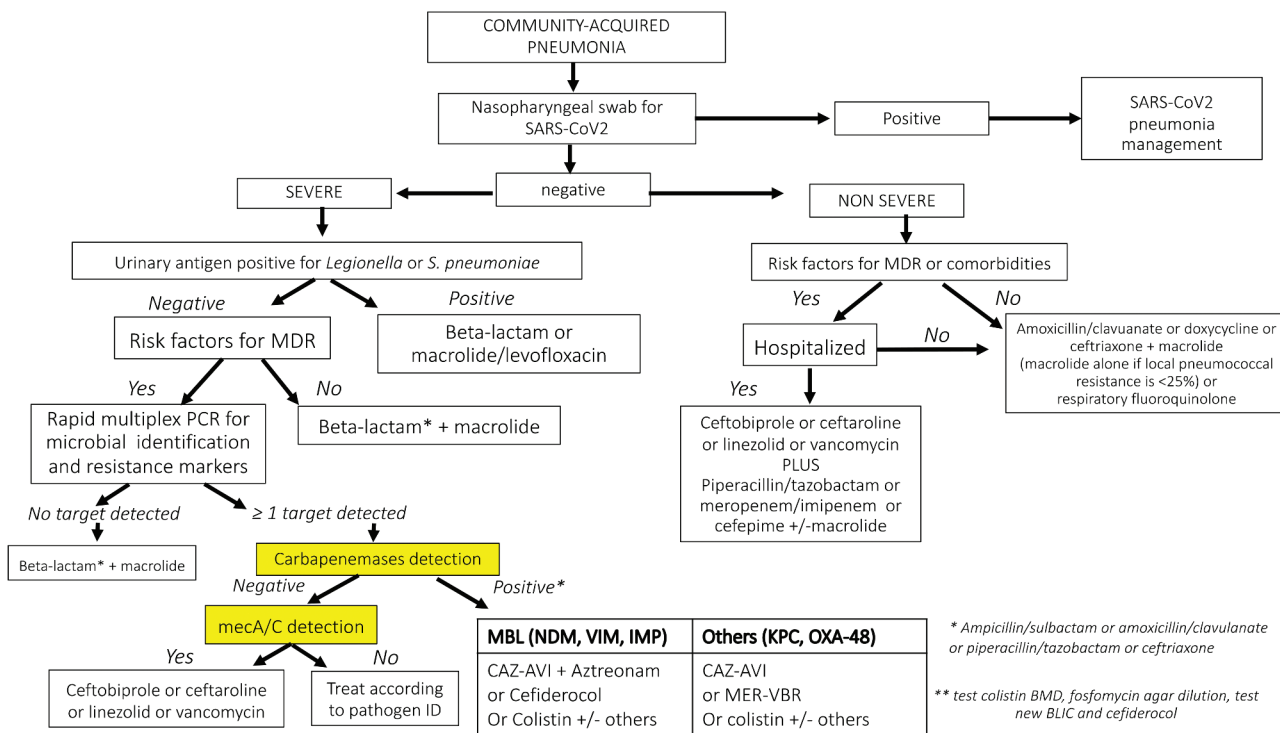 COMMUNITY-ACQUIRED
PNEUMONIA
Nasopharyngeal swab for
SARS-CoV2
Positive
SARS-CoV2
pneumonia
management
negative
SEVERE
NON SEVERE
Urinary antigen positive for Legionella or S. pneumoniae
Risk factors for MDR or comorbidities
Negative
Positive
Yes
No
Risk factors for MDR
Beta-lactam or
macrolide/levofloxacin
Hospitalized
No
Amoxicillin/clavuanate or doxycycline or
ceftriaxone + macrolide
(macrolide alone if local pneumococcal
resistance is <25%) or
respiratory fluoroquinolone
Yes
No
Yes
Rapid multiplex PCR for
microbial identification
and resistance markers
Beta-lactam* + macrolide
Ceftobiprole or ceftaroline
or linezolid or vancomycin
PLUS
Piperacillin/tazobactam or
meropenem/imipenem or
cefepime +/-macrolide
No target detected
≥ 1 target detected
Beta-lactam* + macrolide
Carbapenemases detection
Negative
Positive*
mecA/C detection
Yes
No
Ceftobiprole or ceftaroline
or linezolid or vancomycin
Treat according
to pathogen ID
MBL (NDM, VIM, IMP)
CAZ-AVI + Aztreonam
or Cefiderocol
Or Colistin +/- others
Others (KPC, OXA-48)
CAZ-AVI
or MER-VBR
Or colistin +/- others
* Ampicillin/sulbactam or amoxicillin/clavulanate
or piperacillin/tazobactam or ceftriaxone
** test colistin BMD, fosfomycin agar dilution, test
new BLIC and cefiderocol